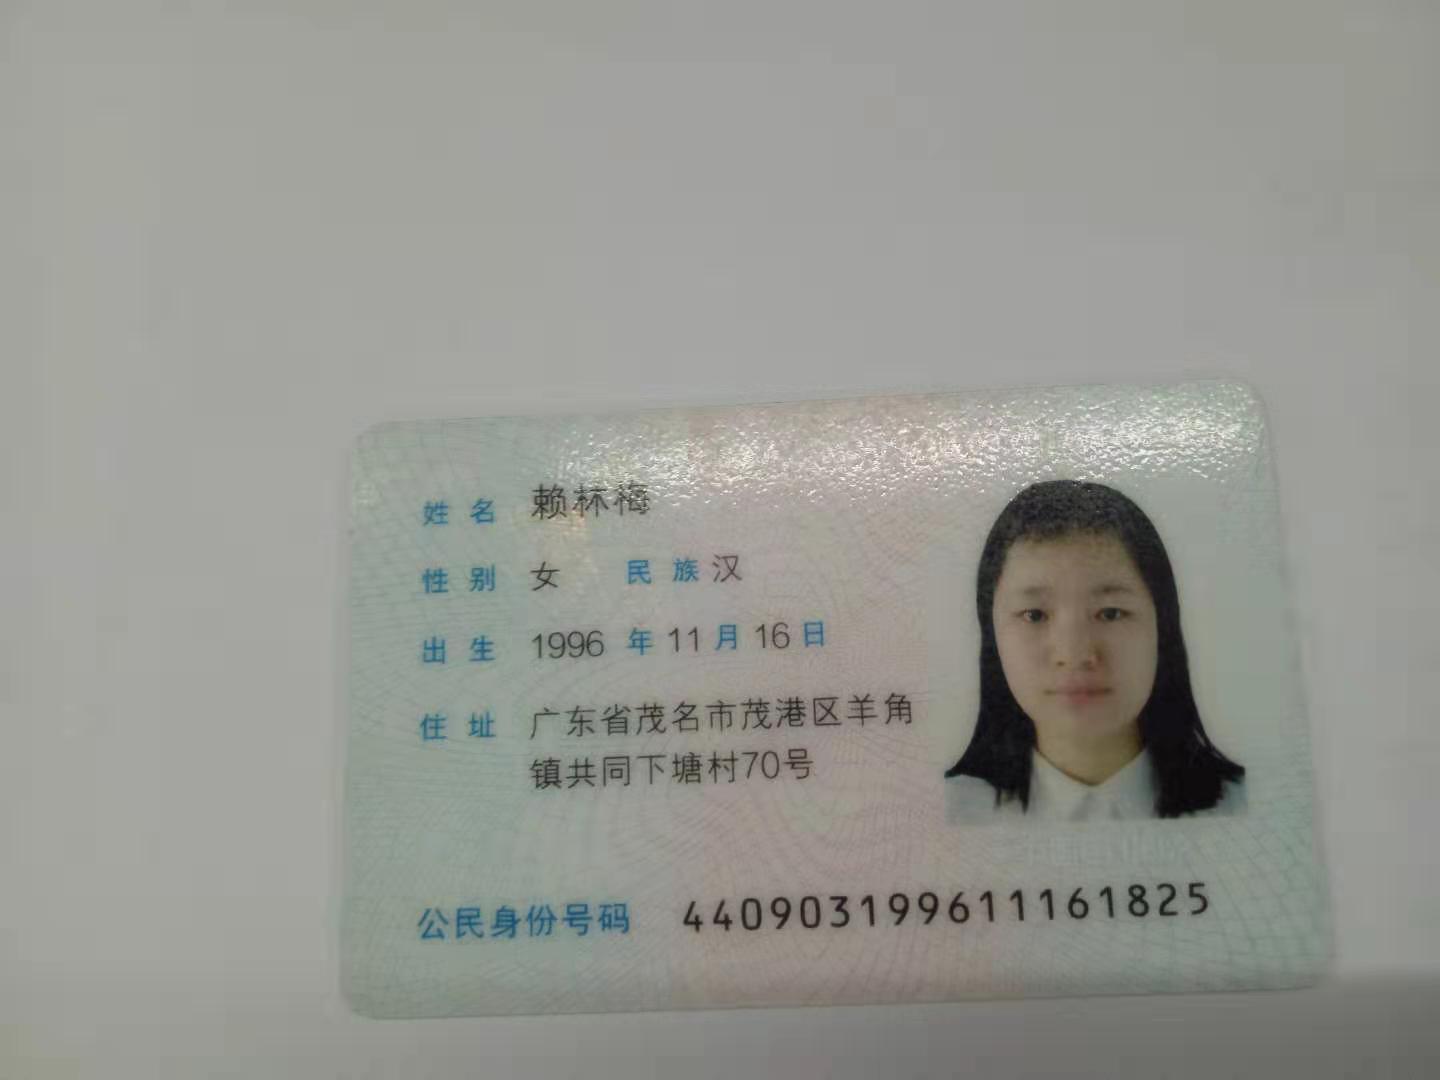 姓名 赖林梅
性别 女 民族 汉
出生 1996 年 11 月 16 日
住址 广东省茂名市茂港区羊角
镇共同下塘村70号
公民身份号码 440903199611161825